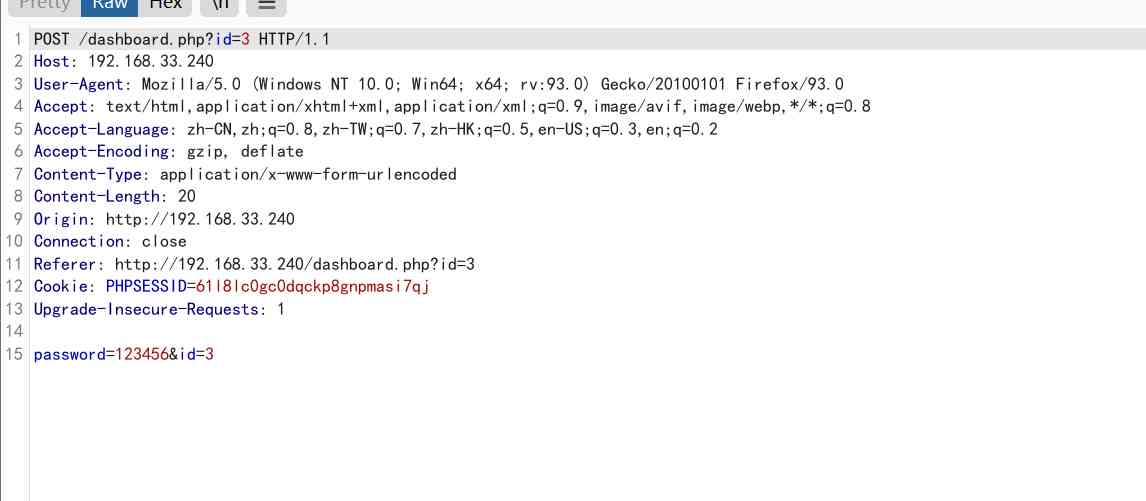 Pretty Raw Hex \n
1 POST /dashboard.php?id=3 HTTP/1.1
2 Host: 192.168.33.240
3 User-Agent: Mozilla/5.0 (Windows NT 10.0; Win64; x64; rv:93.0) Gecko/20100101 Firefox/93.0
4 Accept: text/html,application/xhtml+xml,application/xml;q=0.9,image/avif,image/webp,*/*;q=0.8
5 Accept-Language: zh-CN,zh;q=0.8,zh-TW;q=0.7,zh-HK;q=0.5,en-US;q=0.3,en;q=0.2
6 Accept-Encoding: gzip, deflate
7 Content-Type: application/x-www-form-urlencoded
8 Content-Length: 20
9 Origin: http://192.168.33.240
10 Connection: close
11 Referer: http://192.168.33.240/dashboard.php?id=3
12 Cookie: PHPSESSID=61l8lc0gc0dqckp8gnpmasi7qj
13 Upgrade-Insecure-Requests: 1
14
15 password=123456&id=3